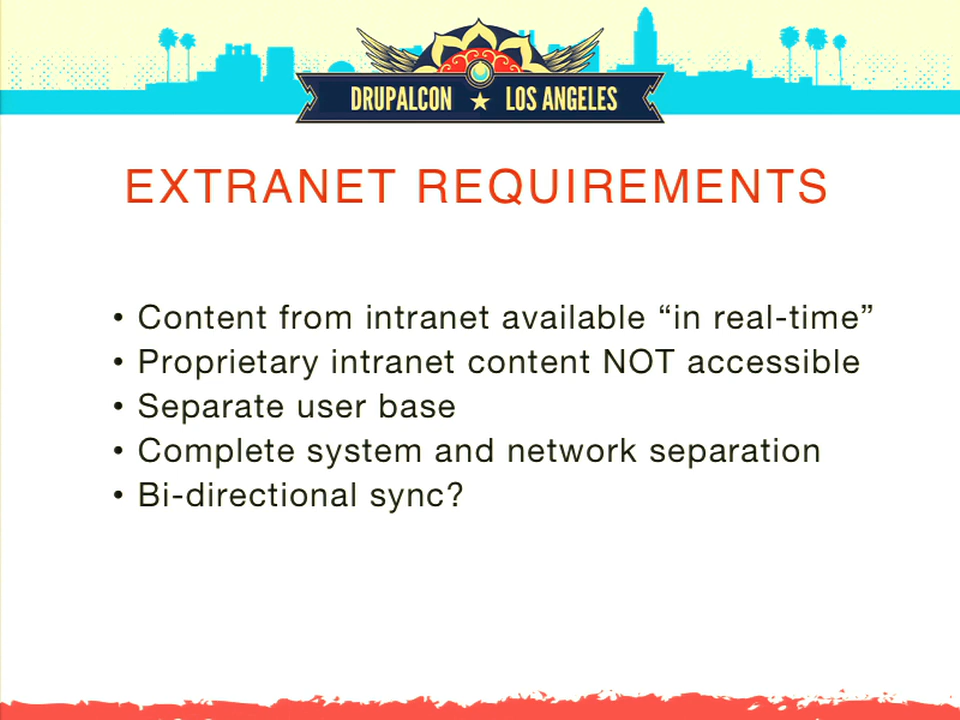 DRUPALCON ★ LOS ANGELES
EXTRANET REQUIREMENTS
• Content from intranet available “in real-time”
• Proprietary intranet content NOT accessible
• Separate user base
• Complete system and network separation
• Bi-directional sync?